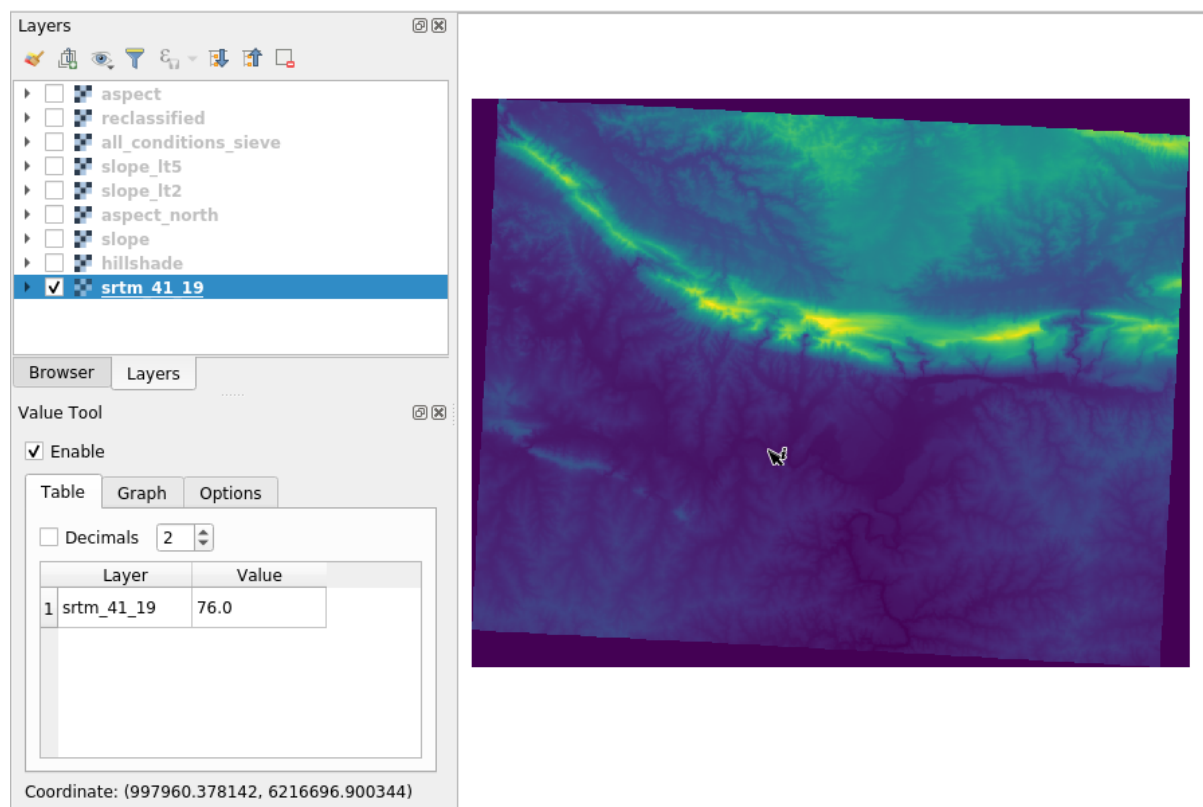 Layers
aspect
reclassified
all_conditions_sieve
slope_lt5
slope_lt2
aspect_north
slope
hillshade
srtm_41_19
Browser Layers
Value Tool
Enable
Table Graph Options
Decimals 2
Layer Value
1 srtm_41_19 76.0
Coordinate: (997960.378142, 6216696.900344)